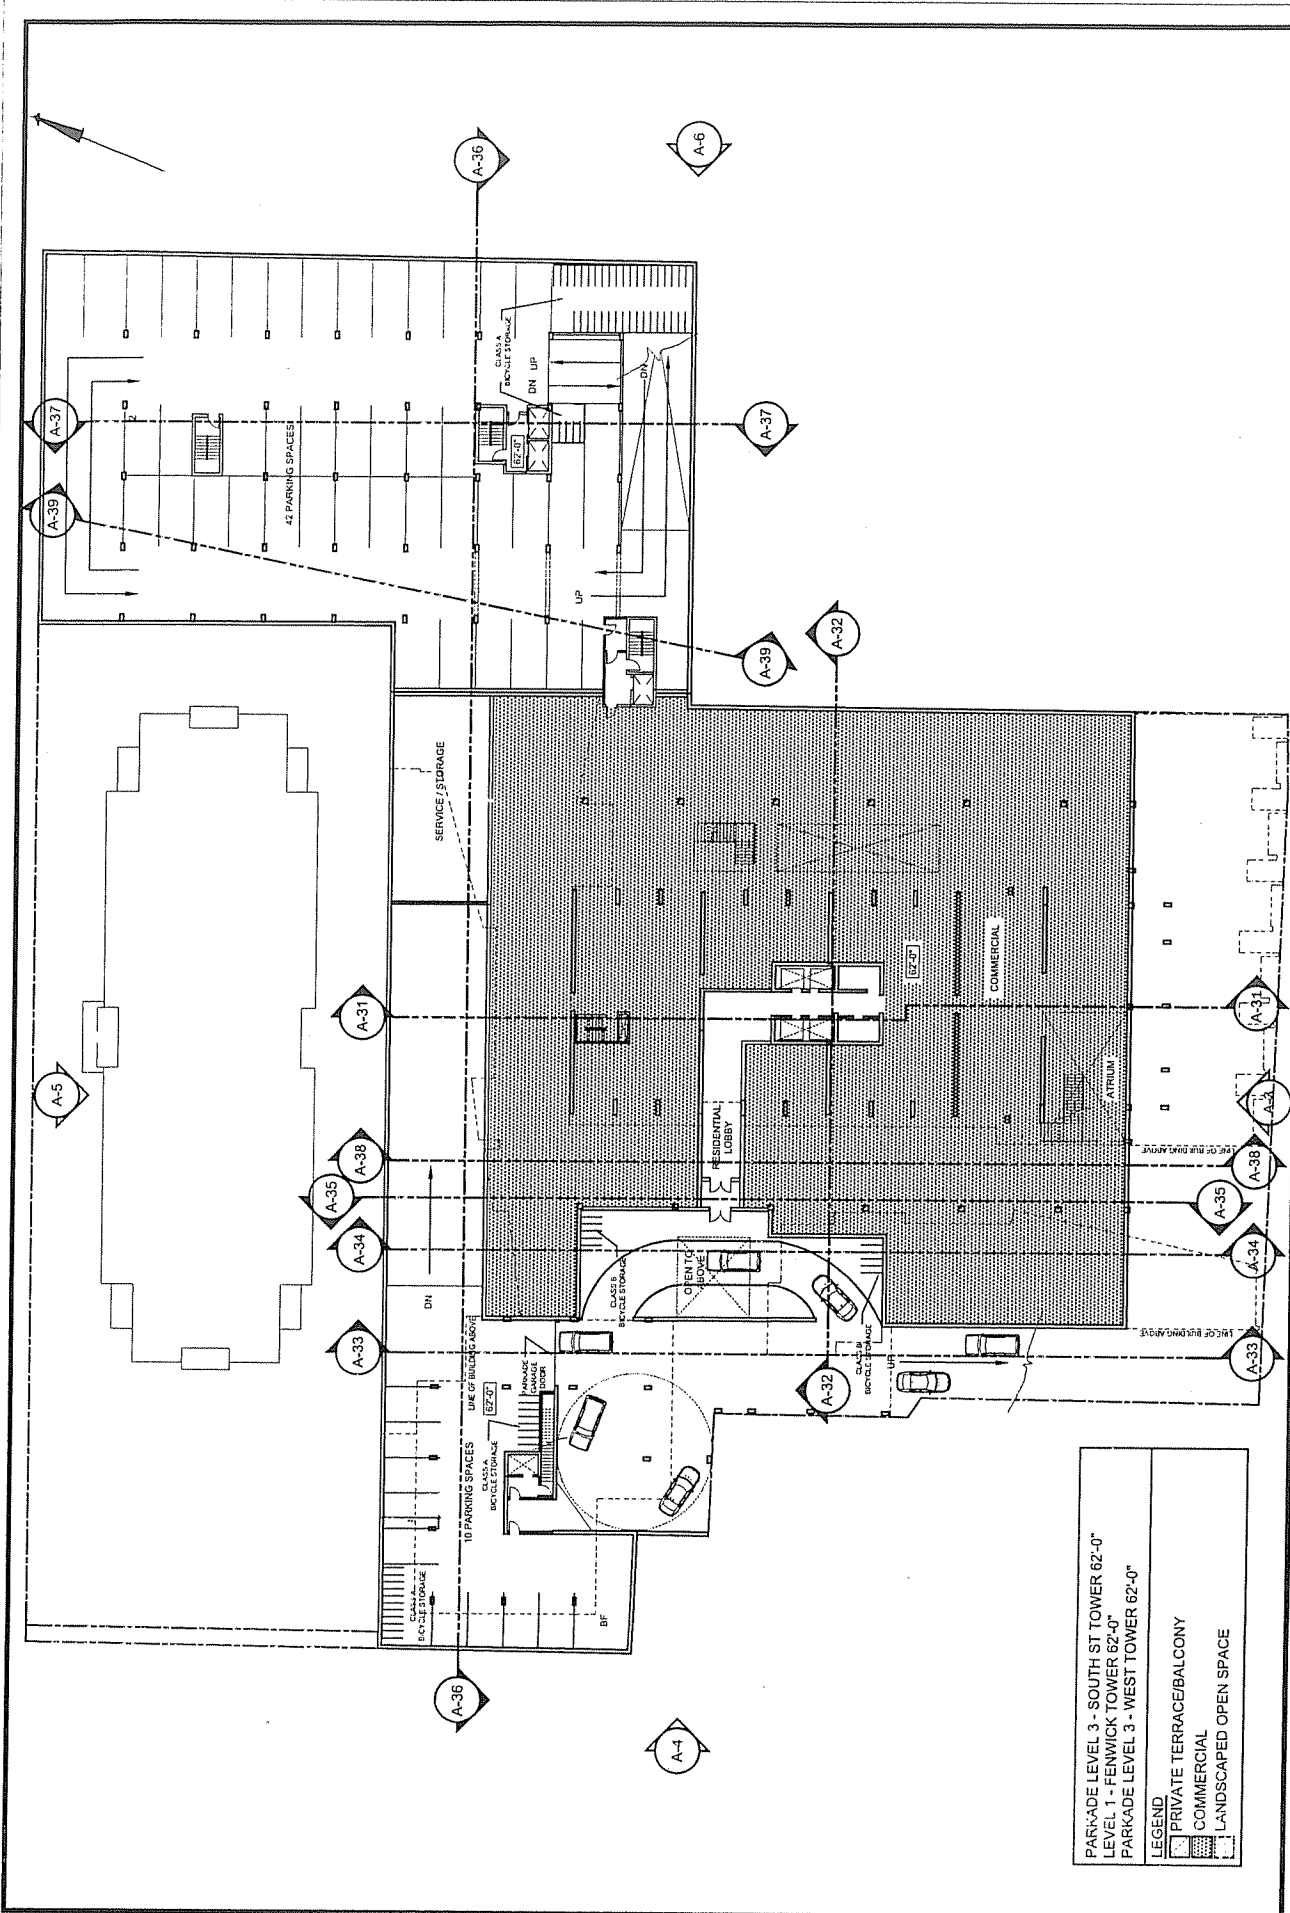 A-36
A-6
A-37
A-39
42 PARKING SPACES
2
CLASS A
BICYCLE STORAGE
DN UP
DN
62'-0"
UP
A-37
A-39
A-32
SERVICE / STORAGE
A-31
A-5
A-38
A-35
A-34
A-33
RESIDENTIAL
LOBBY
62'-0"
COMMERCIAL
ATRIUM
A-31
A-38
A-35
A-34
A-33
LINE OF BUILDING ABOVE
LINE OF BUILDING ABOVE
DN
LINE OF BUILDING ABOVE
CLASS B
BICYCLE STORAGE
OPEN TO
ABOVE
CLASS B
BICYCLE STORAGE
UP
A-32
PARKADE
GARAGE
DOOR
62'-0"
10 PARKING SPACES
CLASS A
BICYCLE STORAGE
CLASS A
BICYCLE STORAGE
BF
A-36
A-4
PARKADE LEVEL 3 - SOUTH ST TOWER 62'-0"
LEVEL 1 - FENWICK TOWER 62'-0"
PARKADE LEVEL 3 - WEST TOWER 62'-0"
LEGEND
PRIVATE TERRACE/BALCONY
COMMERCIAL
LANDSCAPED OPEN SPACE